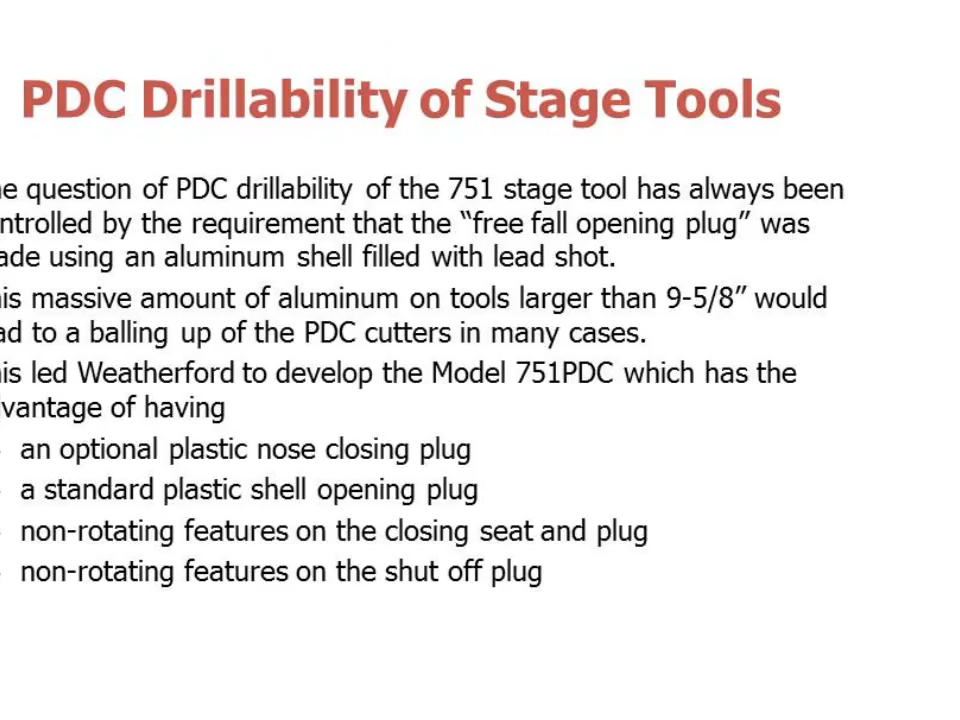 PDC Drillability of Stage Tools
e question of PDC drillability of the 751 stage tool has always been
ntrolled by the requirement that the “free fall opening plug” was
ade using an aluminum shell filled with lead shot.
is massive amount of aluminum on tools larger than 9-5/8” would
ad to a balling up of the PDC cutters in many cases.
is led Weatherford to develop the Model 751PDC which has the
vantage of having
an optional plastic nose closing plug
a standard plastic shell opening plug
non-rotating features on the closing seat and plug
non-rotating features on the shut off plug